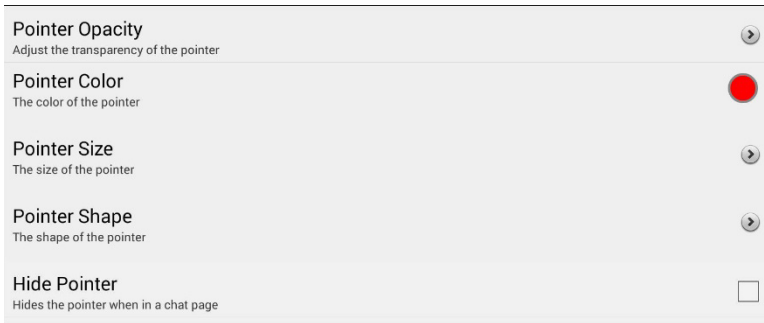 Pointer Opacity
Adjust the transparency of the pointer
Pointer Color
The color of the pointer
Pointer Size
The size of the pointer
Pointer Shape
The shape of the pointer
Hide Pointer
Hides the pointer when in a chat page